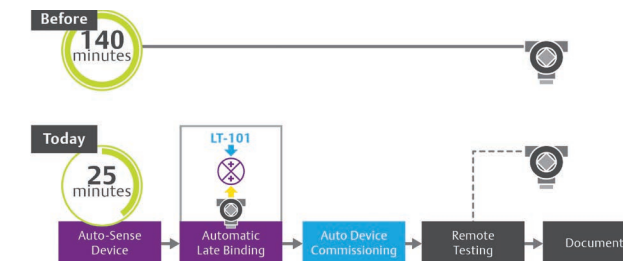 Before
140
minutes
Today
25
minutes
LT-101
Auto-Sense
Device
Automatic
Late Binding
Auto Device
Commissioning
Remote
Testing
Document